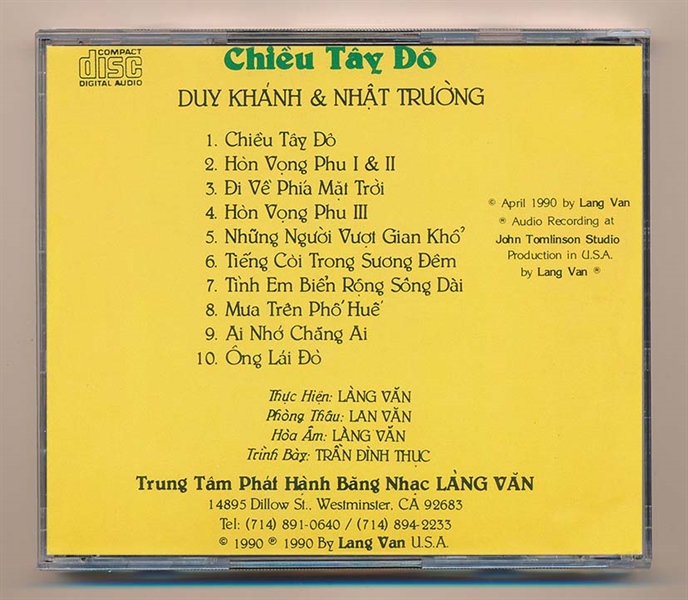 COMPACT
disc
DIGITAL AUDIO
Chiều Tây Đô
DUY KHÁNH & NHẬT TRƯỜNG
1. Chiều Tây Đô
2. Hòn Vọng Phu I & II
3. Đi Về Phía Mặt Trời
4. Hòn Vọng Phu III
5. Những Người Vượt Gian Khổ
6. Tiếng Còi Trong Sương Đêm
7. Tình Em Biển Rộng Sông Dài
8. Mưa Trên Phố Huế
9. Ai Nhớ Chăng Ai
10. Ông Lái Đò
© April 1990 by Lang Van
® Audio Recording at
John Tomlinson Studio
Production in U.S.A.
by Lang Van ®
Thực Hiện: LÀNG VĂN
Phòng Thâu: LAN VĂN
Hòa Âm: LÀNG VĂN
Trình Bày: TRẦN ĐÌNH THỤC
Trung Tâm Phát Hành Băng Nhạc LÀNG VĂN
14895 Dillow St., Westminster, CA 92683
Tel: (714) 891-0640 / (714) 894-2233
© 1990 ℗ 1990 By Lang Van U.S.A.